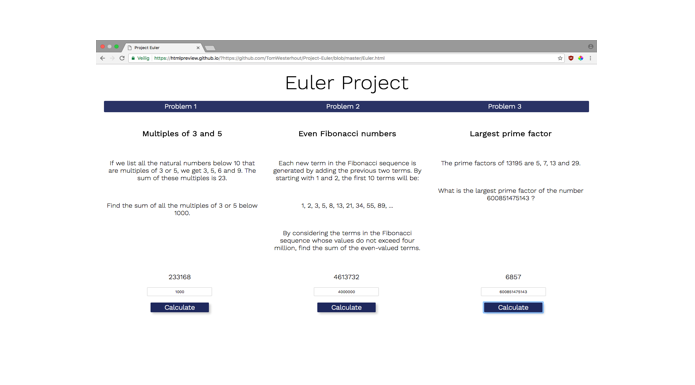 Project Euler
Veilig
https://htmlpreview.github.io/?https://github.com/TomWesterhout/Project-Euler/blob/master/Euler.html
Euler Project
Problem 1
Problem 2
Problem 3
Multiples of 3 and 5
If we list all the natural numbers below 10 that
are multiples of 3 or 5, we get 3, 5, 6 and 9. The
sum of these multiples is 23.
Find the sum of all the multiples of 3 or 5 below
1000.
233168
1000
Calculate
Even Fibonacci numbers
Each new term in the Fibonacci sequence is
generated by adding the previous two terms. By
starting with 1 and 2, the first 10 terms will be:
1, 2, 3, 5, 8, 13, 21, 34, 55, 89, ...
By considering the terms in the Fibonacci
sequence whose values do not exceed four
million, find the sum of the even-valued terms.
4613732
4000000
Calculate
Largest prime factor
The prime factors of 13195 are 5, 7, 13 and 29.
What is the largest prime factor of the number
600851475143 ?
6857
600851475143
Calculate